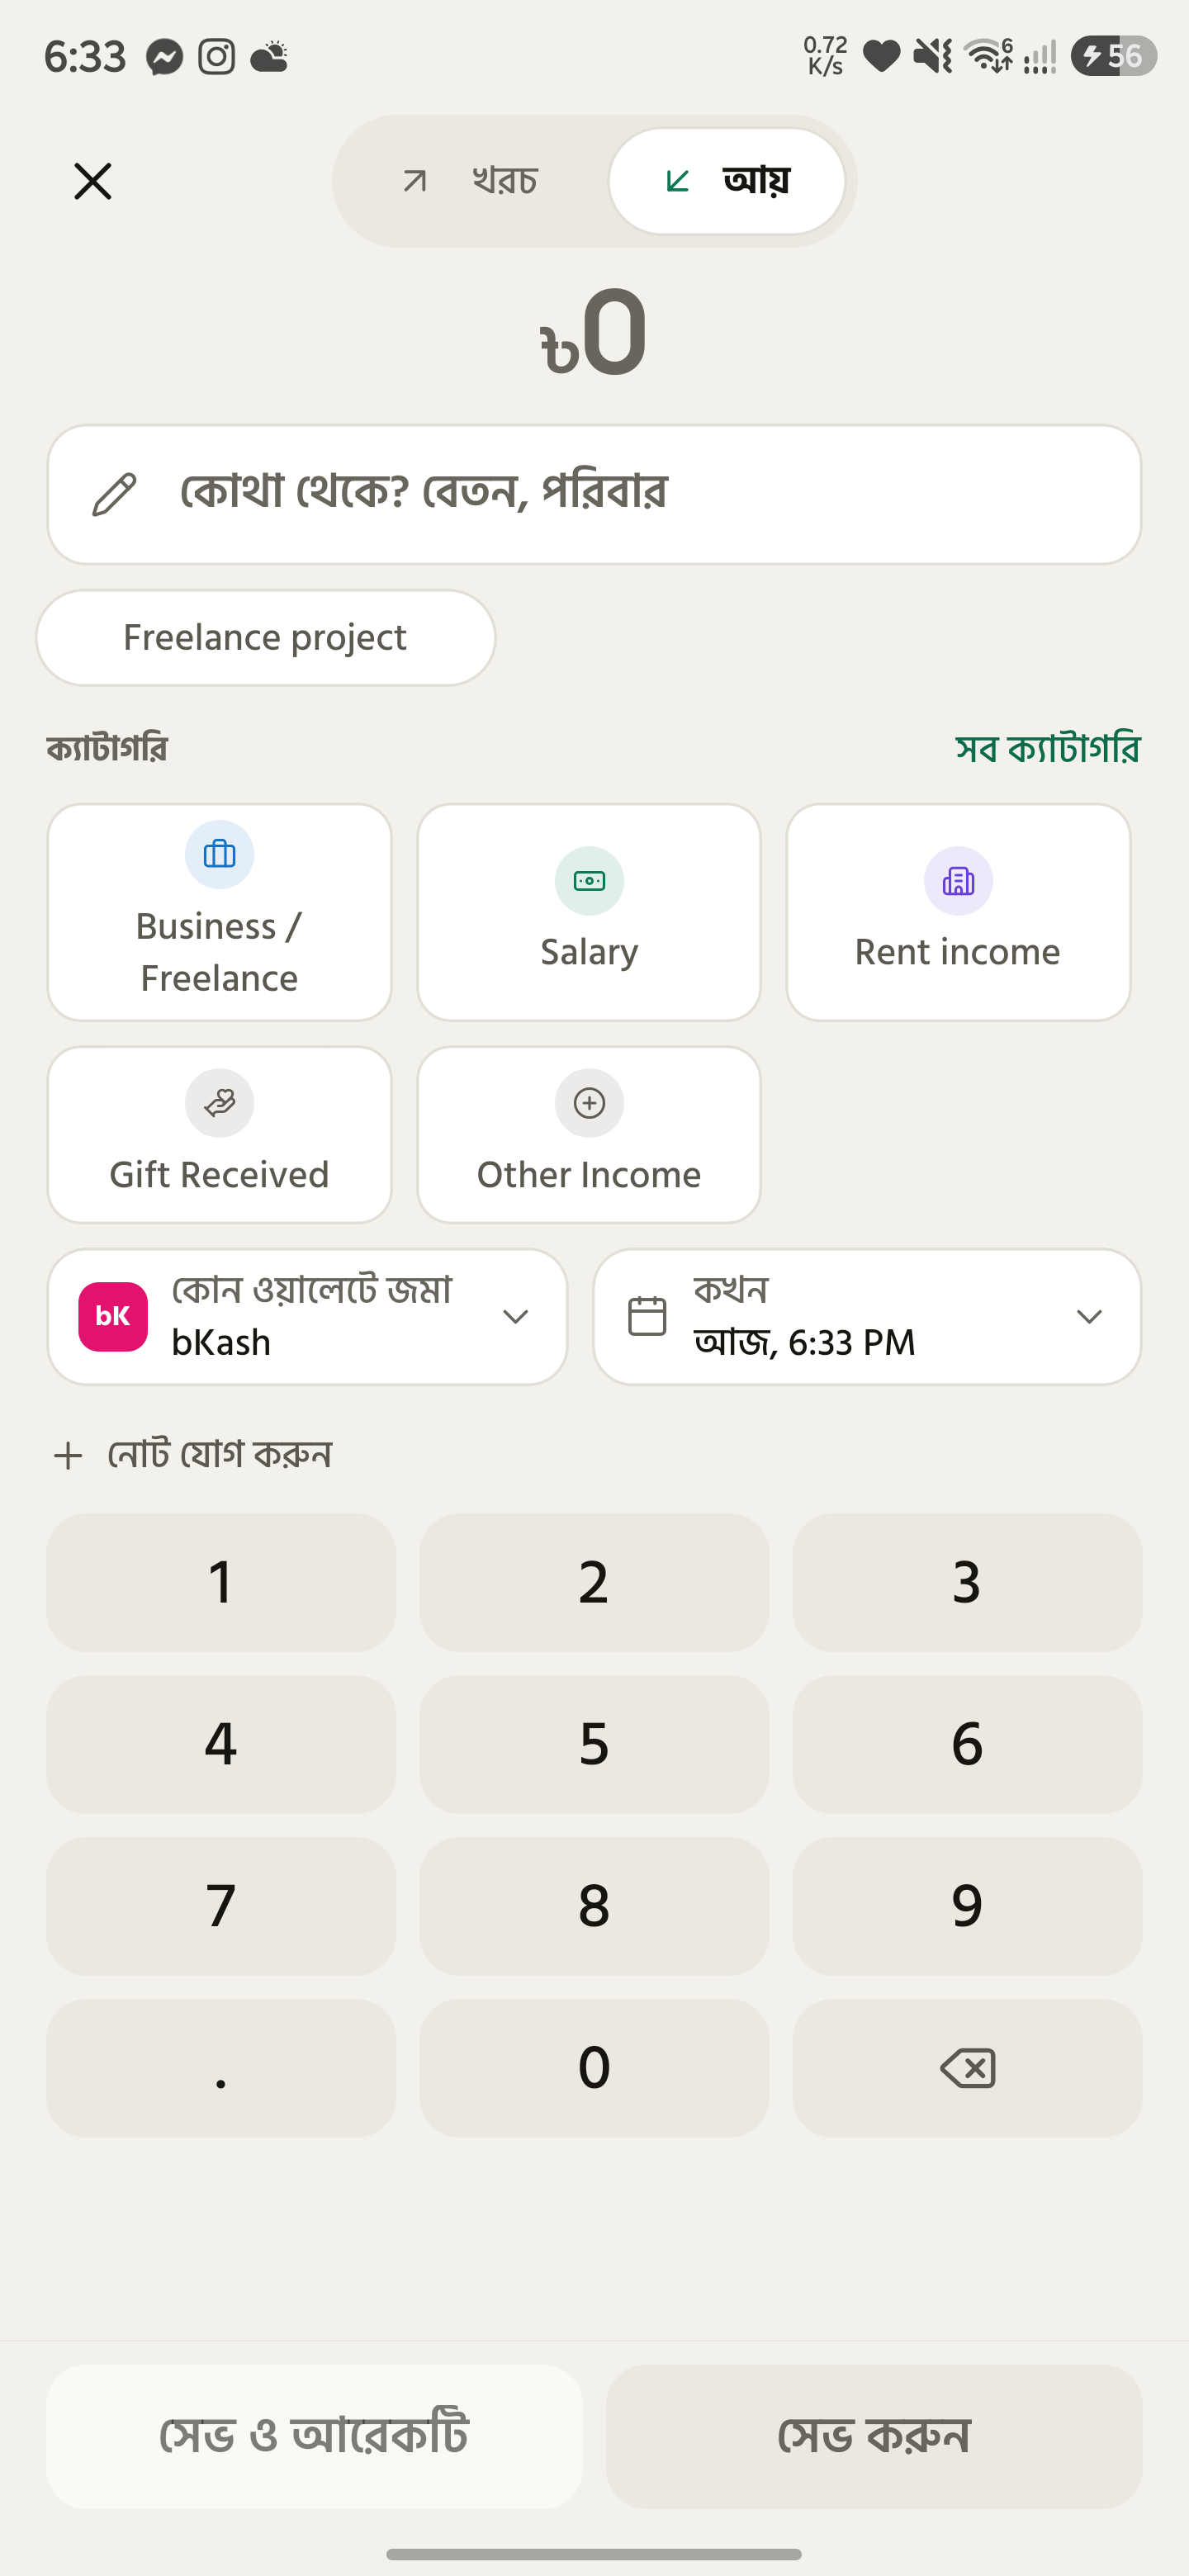 6:33
0.72
K/s
6
56
খরচ
আয়
৳0
কোথা থেকে? বেতন, পরিবার
Freelance project
ক্যাটাগরি
সব ক্যাটাগরি
Business /
Freelance
Salary
Rent income
Gift Received
Other Income
bK
কোন ওয়ালেটে জমা
bKash
কখন
আজ, 6:33 PM
নোট যোগ করুন
1
2
3
4
5
6
7
8
9
.
0
সেভ ও আরেকটি
সেভ করুন